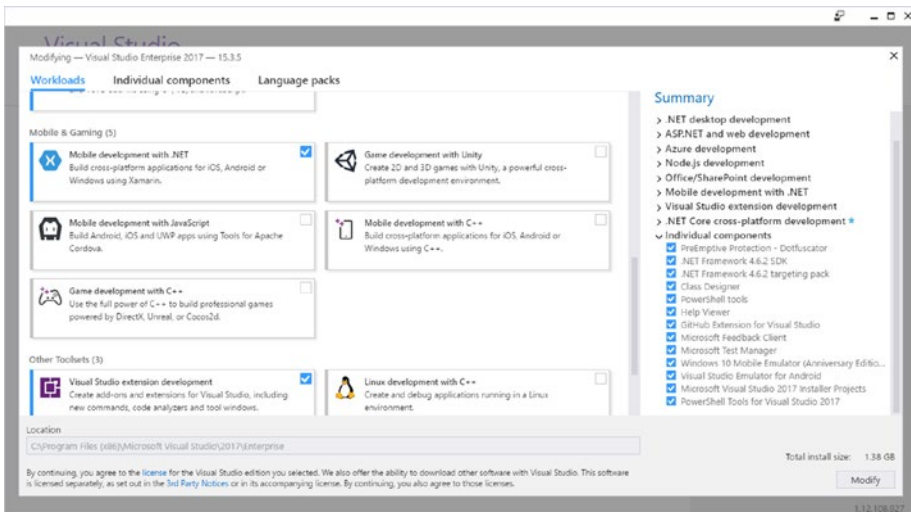 Visual Studio
Modifying — Visual Studio Enterprise 2017 — 15.3.5
Workloads Individual components Language packs
Mobile & Gaming (5)
Mobile development with .NET
Build cross-platform applications for iOS, Android or
Windows using Xamarin.
Game development with Unity
Create 2D and 3D games with Unity, a powerful cross-
platform development environment.
Mobile development with JavaScript
Build Android, iOS and UWP apps using Tools for Apache
Cordova.
Mobile development with C++
Build cross-platform applications for iOS, Android or
Windows using C++.
Game development with C++
Use the full power of C++ to build professional games
powered by DirectX, Unreal, or Cocos2d.
Other Toolsets (3)
Visual Studio extension development
Create add-ons and extensions for Visual Studio, including
new commands, code analyzers and tool windows.
Linux development with C++
Create and debug applications running in a Linux
environment.
Summary
> .NET desktop development
> ASP.NET and web development
> Azure development
> Node.js development
> Office/SharePoint development
> Mobile development with .NET
> Visual Studio extension development
> .NET Core cross-platform development *
Individual components
PreEmptive Protection - Dotfuscator
.NET Framework 4.6.2 SDK
.NET Framework 4.6.2 targeting pack
Class Designer
PowerShell tools
Help Viewer
GitHub Extension for Visual Studio
Microsoft Feedback Client
Microsoft Test Manager
Windows 10 Mobile Emulator (Anniversary Editio...
Visual Studio Emulator for Android
Microsoft Visual Studio 2017 Installer Projects
PowerShell Tools for Visual Studio 2017
Location
C:\Program Files (x86)\Microsoft Visual Studio\2017\Enterprise
By continuing, you agree to the license for the Visual Studio edition you selected. We also offer the ability to download other software with Visual Studio. This software
is licensed separately, as set out in the 3rd Party Notices or in its accompanying license. By continuing, you also agree to those licenses.
Total install size: 1.38 GB
Modify